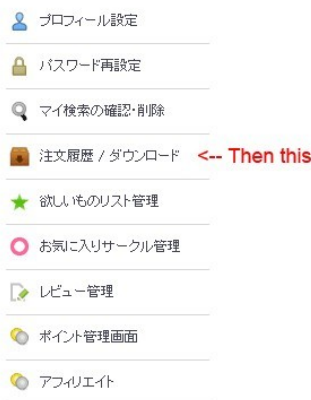 プロフィール設定
パスワード再設定
マイ検索の確認・削除
注文履歴 / ダウンロード <-- Then this
欲しいものリスト管理
お気に入りサークル管理
レビュー管理
ポイント管理画面
アフィリエイト